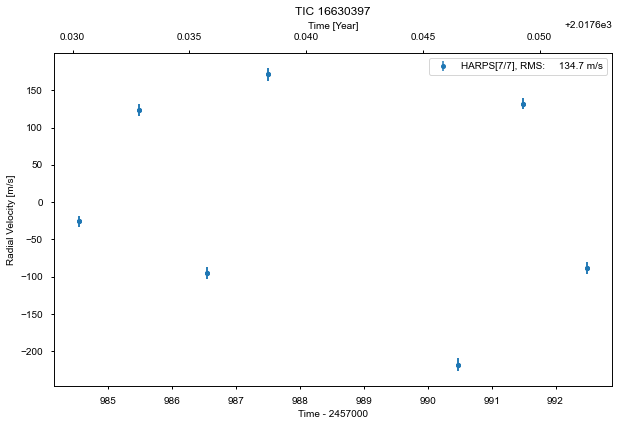 TIC 16630397
Time [Year]
+2.0176e3
0.030 0.035 0.040 0.045 0.050
HARPS[7/7], RMS: 134.7 m/s
Radial Velocity [m/s]
150
100
50
0
−50
−100
−150
−200
985 986 987 988 989 990 991 992
Time - 2457000